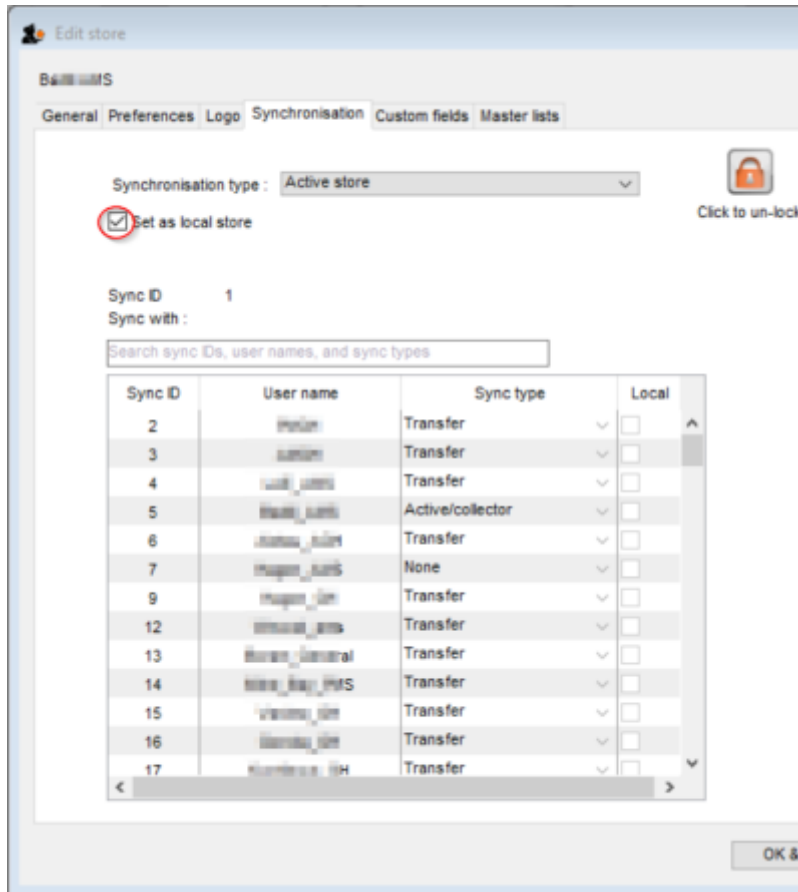 Edit store
General Preferences Logo Synchronisation Custom fields Master lists
Synchronisation type : Active store
Click to un-lock
Set as local store
Sync ID 1
Sync with :
Search sync IDs, user names, and sync types
Sync ID User name Sync type Local
2 Transfer
3 Transfer
4 Transfer
5 Active/collector
6 Transfer
7 None
9 Transfer
12 Transfer
13 Transfer
14 Transfer
15 Transfer
16 Transfer
17 Transfer
OK &